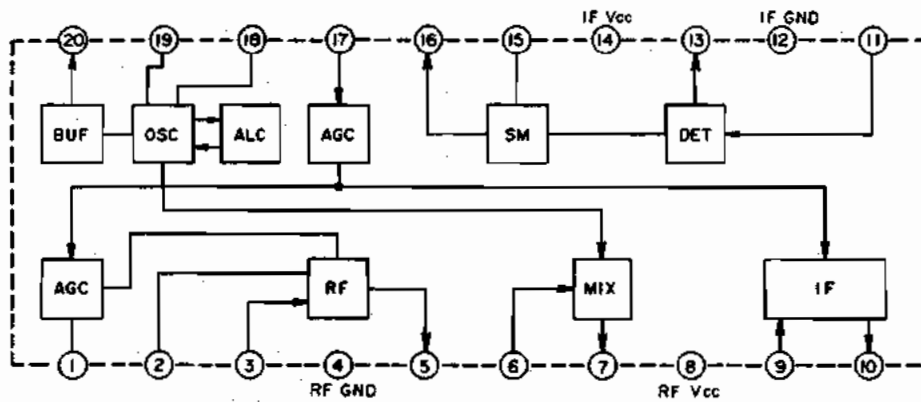 IF Vcc IF GND
20 19 18 17 16 15 14 13 12 11
BUF OSC ALC AGC SM DET
AGC RF MIX IF
1 2 3 4 5 6 7 8 9 10
RF GND RF Vcc